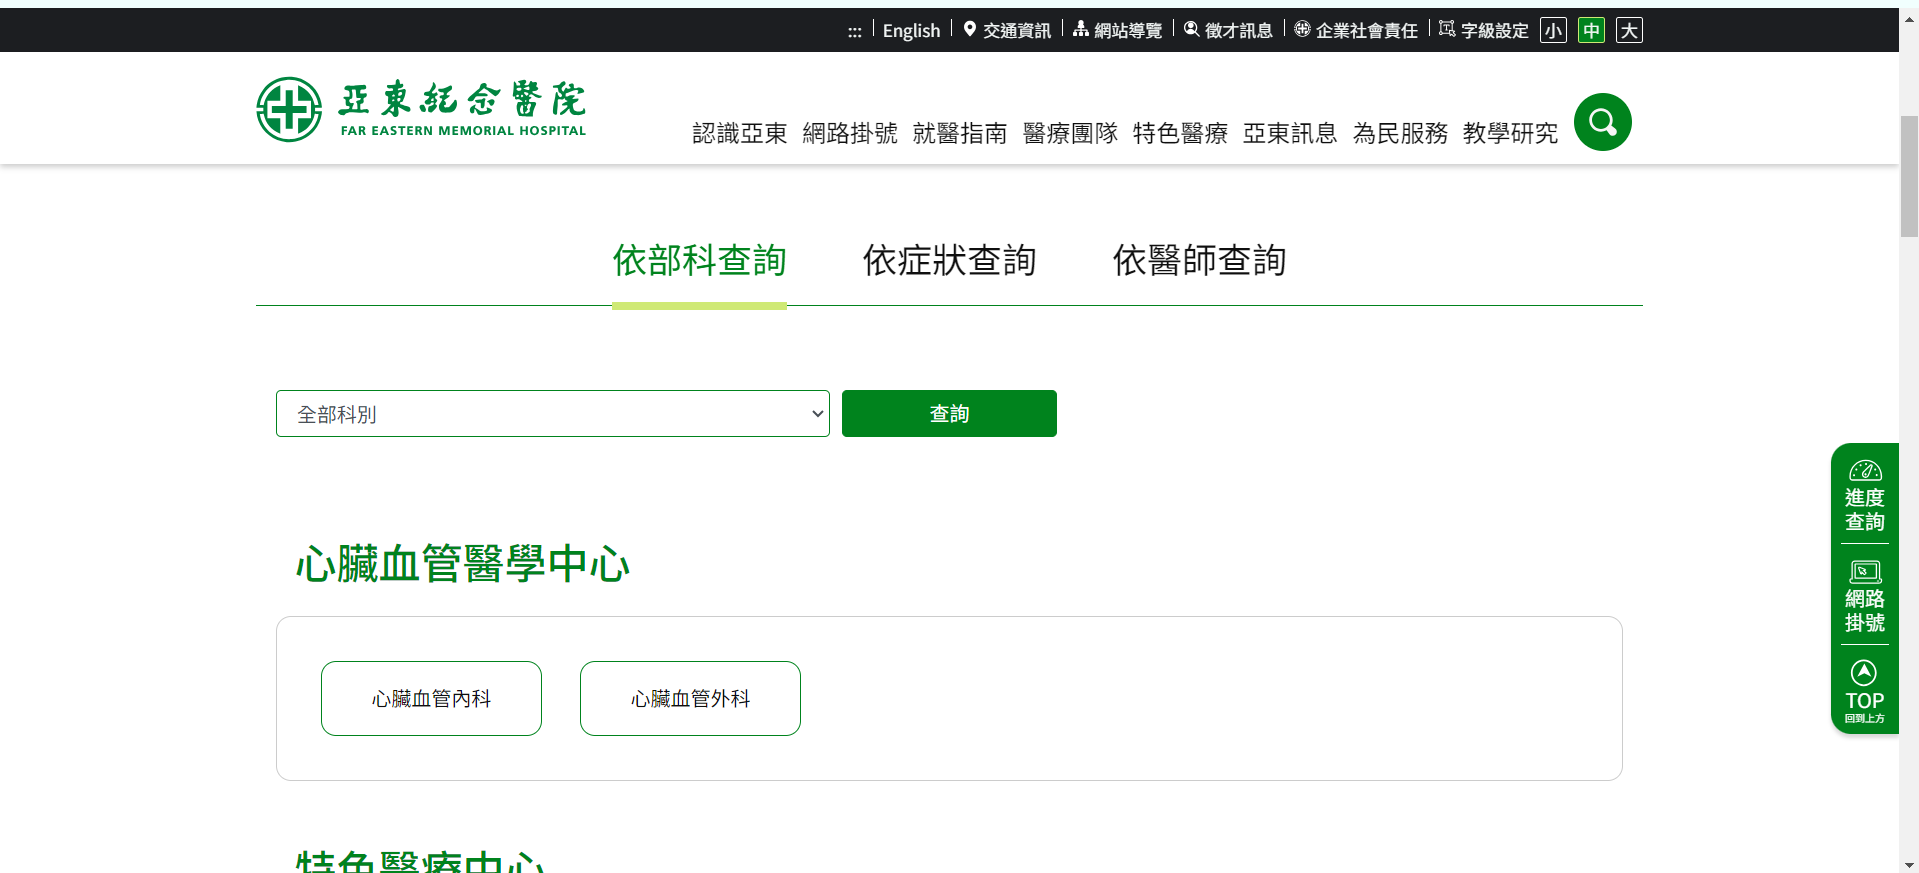 ::: English 交通資訊 網站導覽 徵才訊息 企業社會責任 字級設定 小 中 大
亞東紀念醫院
FAR EASTERN MEMORIAL HOSPITAL
認識亞東 網路掛號 就醫指南 醫療團隊 特色醫療 亞東訊息 為民服務 教學研究
依部科查詢 依症狀查詢 依醫師查詢
全部科別 查詢
心臟血管醫學中心
心臟血管內科 心臟血管外科
特色醫療中心
進度
查詢
網路
掛號
TOP
回到上方